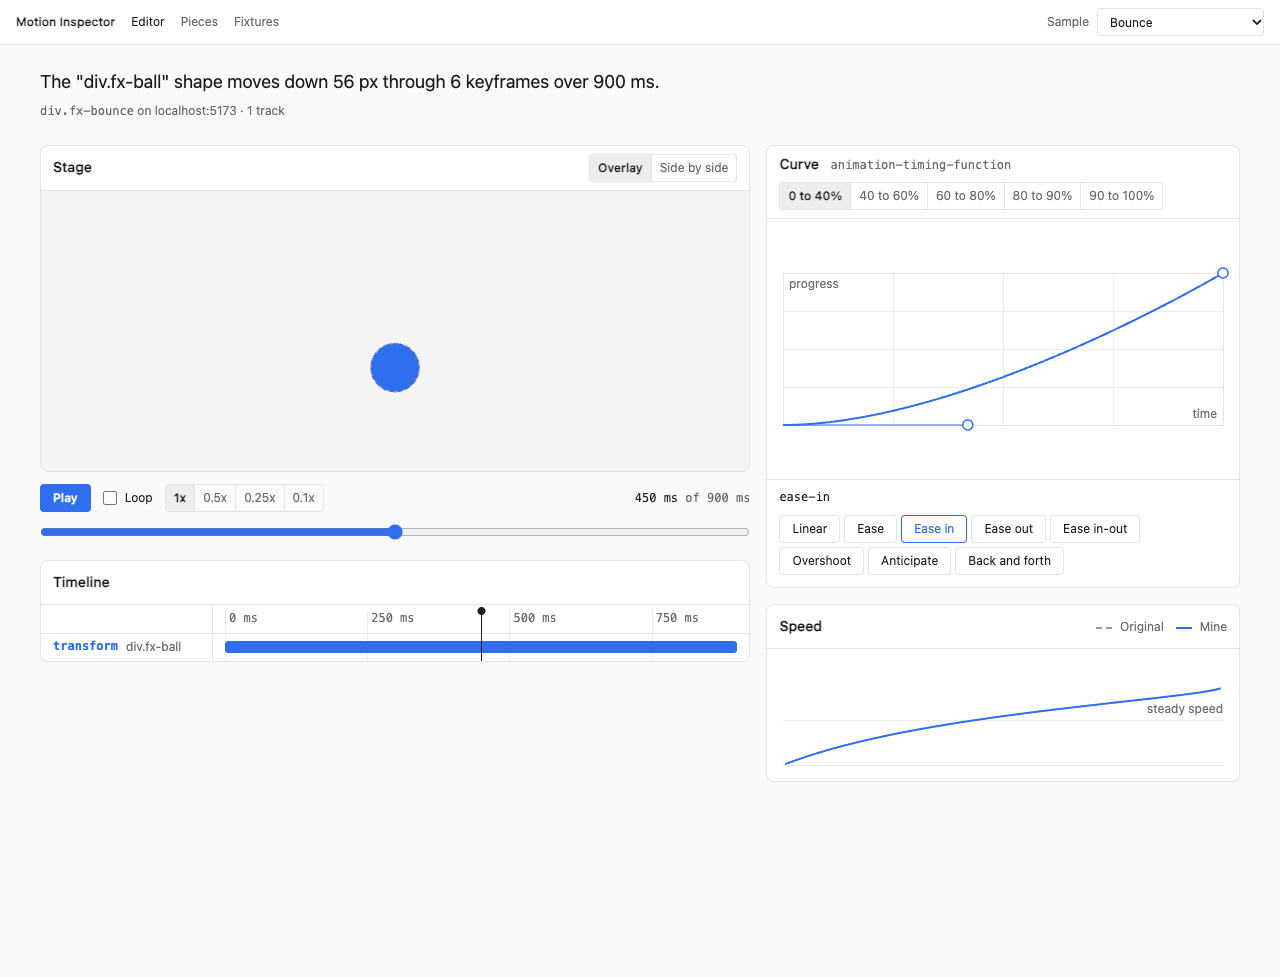 Motion Inspector Editor Pieces Fixtures Sample Bounce
The "div.fx-ball" shape moves down 56 px through 6 keyframes over 900 ms.
div.fx-bounce on localhost:5173 · 1 track
Stage Overlay Side by side
Play Loop 1x 0.5x 0.25x 0.1x 450 ms of 900 ms
Timeline
0 ms 250 ms 500 ms 750 ms
transform div.fx-ball
Curve animation-timing-function
0 to 40% 40 to 60% 60 to 80% 80 to 90% 90 to 100%
progress
time
ease-in
Linear Ease Ease in Ease out Ease in-out
Overshoot Anticipate Back and forth
Speed Original Mine
steady speed